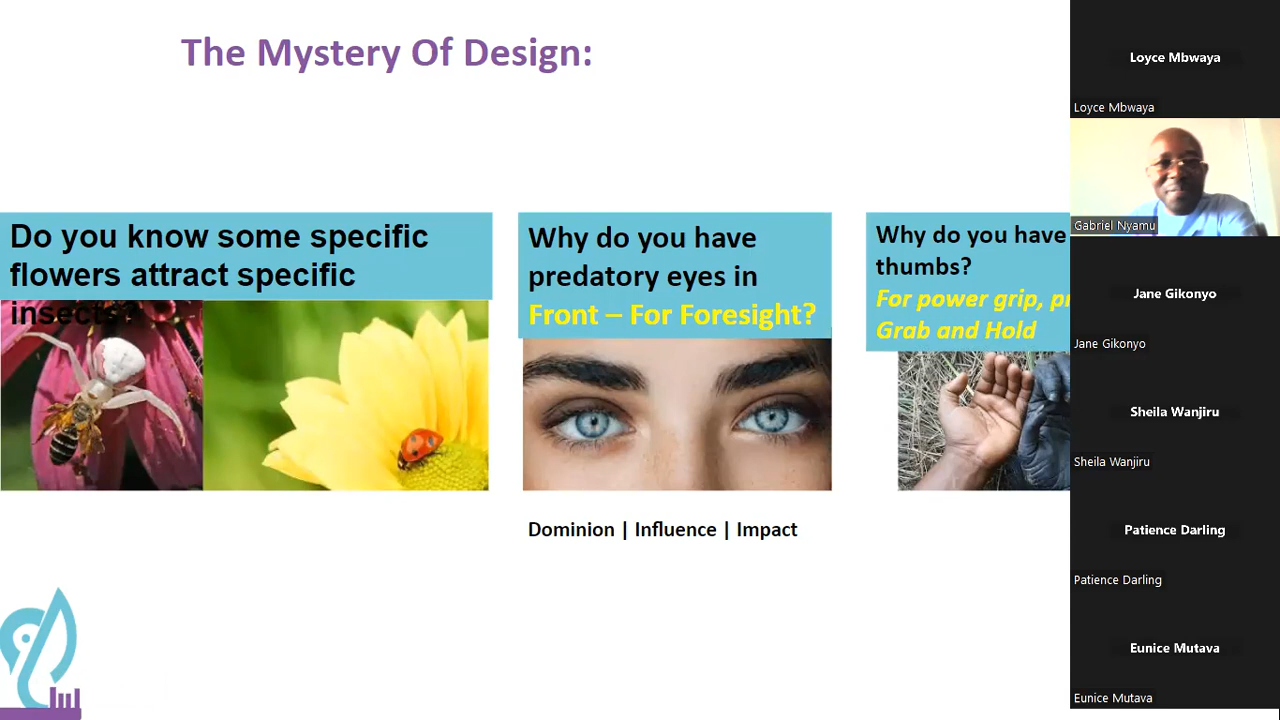 The Mystery Of Design:
Do you know some specific
flowers attract specific
insects?
Why do you have
predatory eyes in
Front – For Foresight?
Why do you have
thumbs?
For power grip,
Grab and Hold
Dominion | Influence | Impact
Loyce Mbwaya
Loyce Mbwaya
Gabriel Nyamu
Jane Gikonyo
Jane Gikonyo
Sheila Wanjiru
Sheila Wanjiru
Patience Darling
Patience Darling
Eunice Mutava
Eunice Mutava